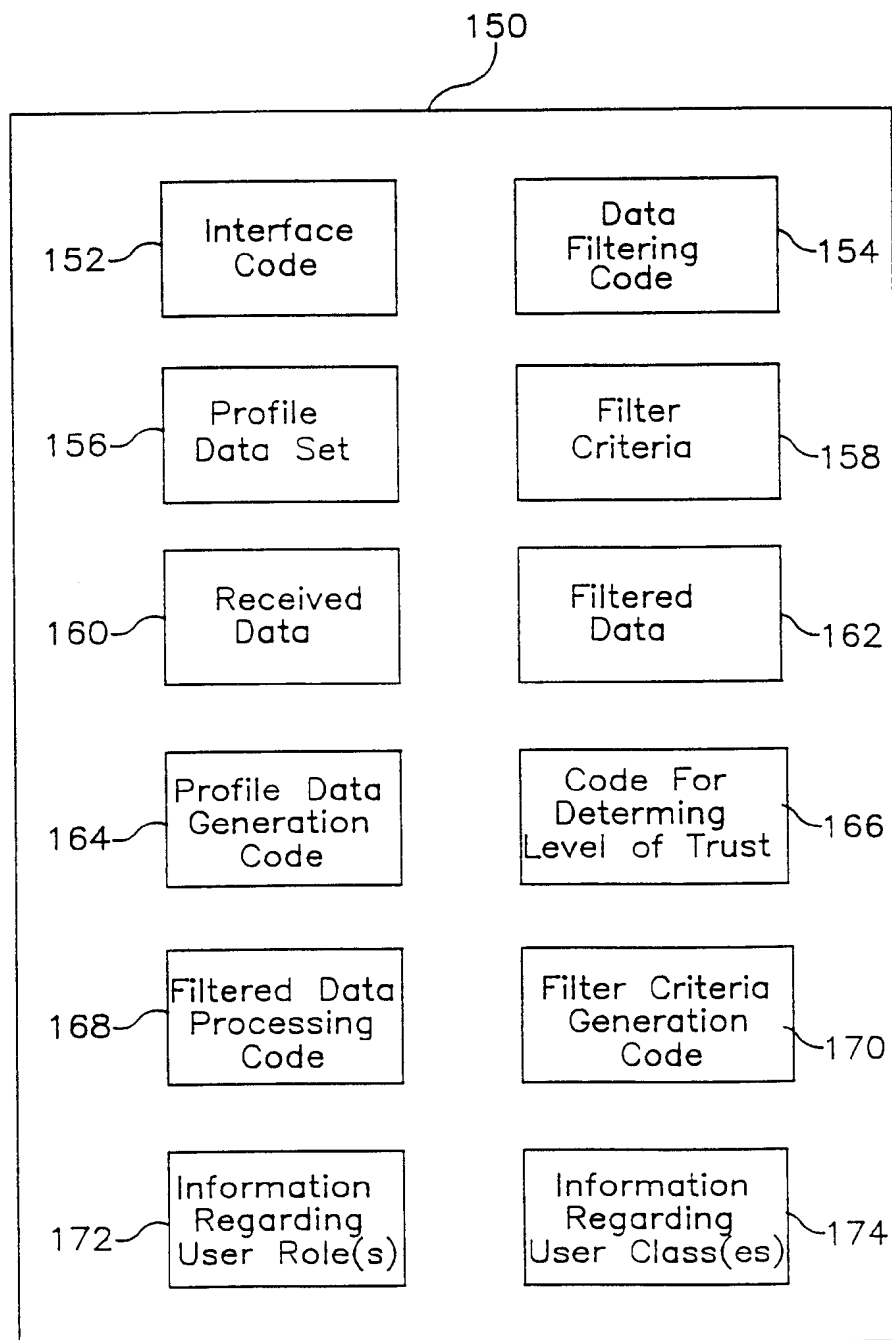 150
Interface
Code
152
Data
Filtering
Code
154
Profile
Data Set
156
Filter
Criteria
158
Received
Data
160
Filtered
Data
162
Profile Data
Generation
Code
164
Code For
Determing
Level of Trust
166
Filtered Data
Processing
Code
168
Filter Criteria
Generation
Code
170
Information
Regarding
User Role(s)
172
Information
Regarding
User Class(es)
174